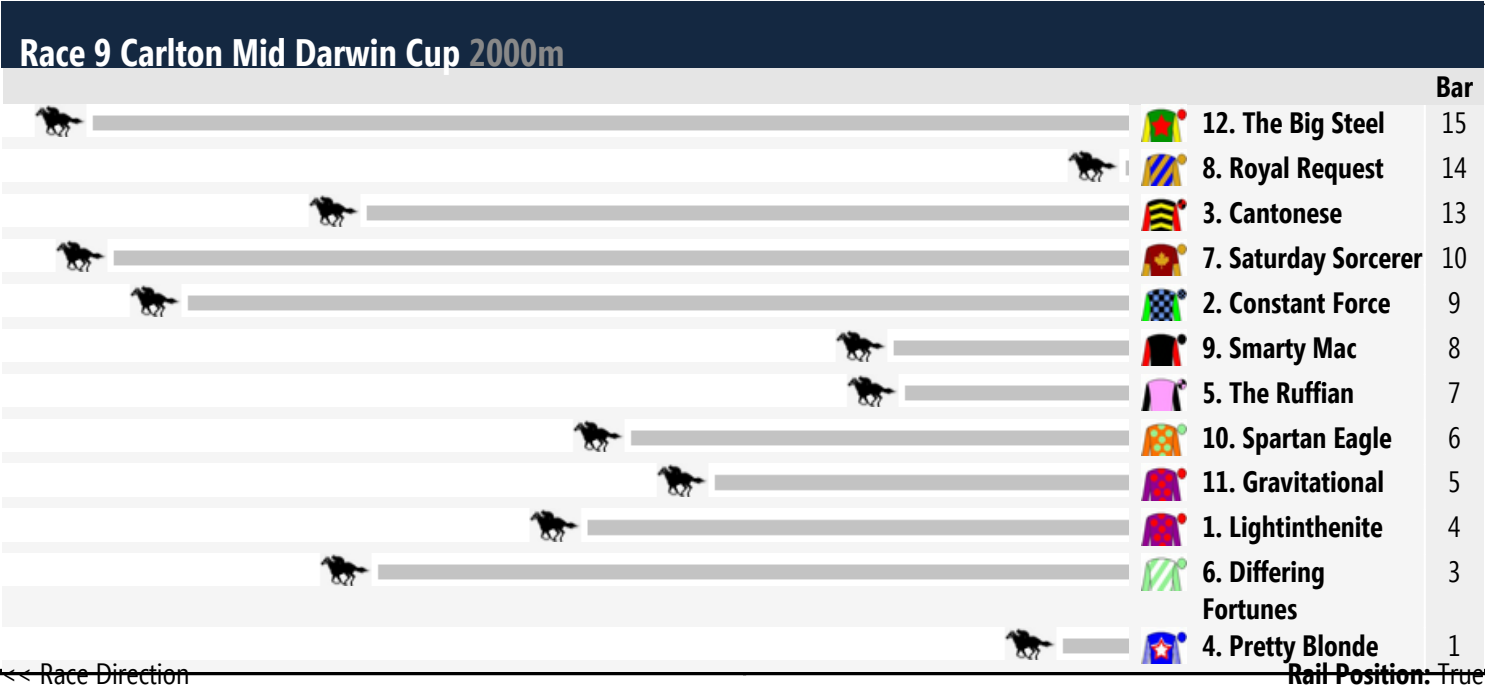 Race 9 Carlton Mid Darwin Cup 2000m
Bar
12. The Big Steel 15
8. Royal Request 14
3. Cantonese 13
7. Saturday Sorcerer 10
2. Constant Force 9
9. Smarty Mac 8
5. The Ruffian 7
10. Spartan Eagle 6
11. Gravitational 5
1. Lightinthenite 4
6. Differing 3
Fortunes
4. Pretty Blonde 1
<< Race Direction Rail Position: True